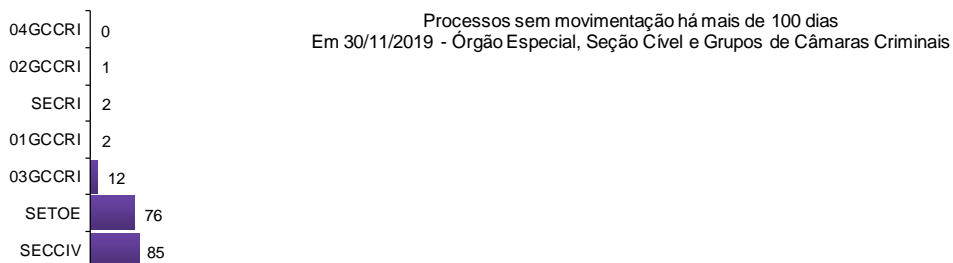 Processos sem movimentação há mais de 100 dias
Em 30/11/2019 - Órgão Especial, Seção Cível e Grupos de Câmaras Criminais
04GCCRI 0
02GCCRI 1
SECRI 2
01GCCRI 2
03GCCRI 12
SETOE 76
SECCIV 85